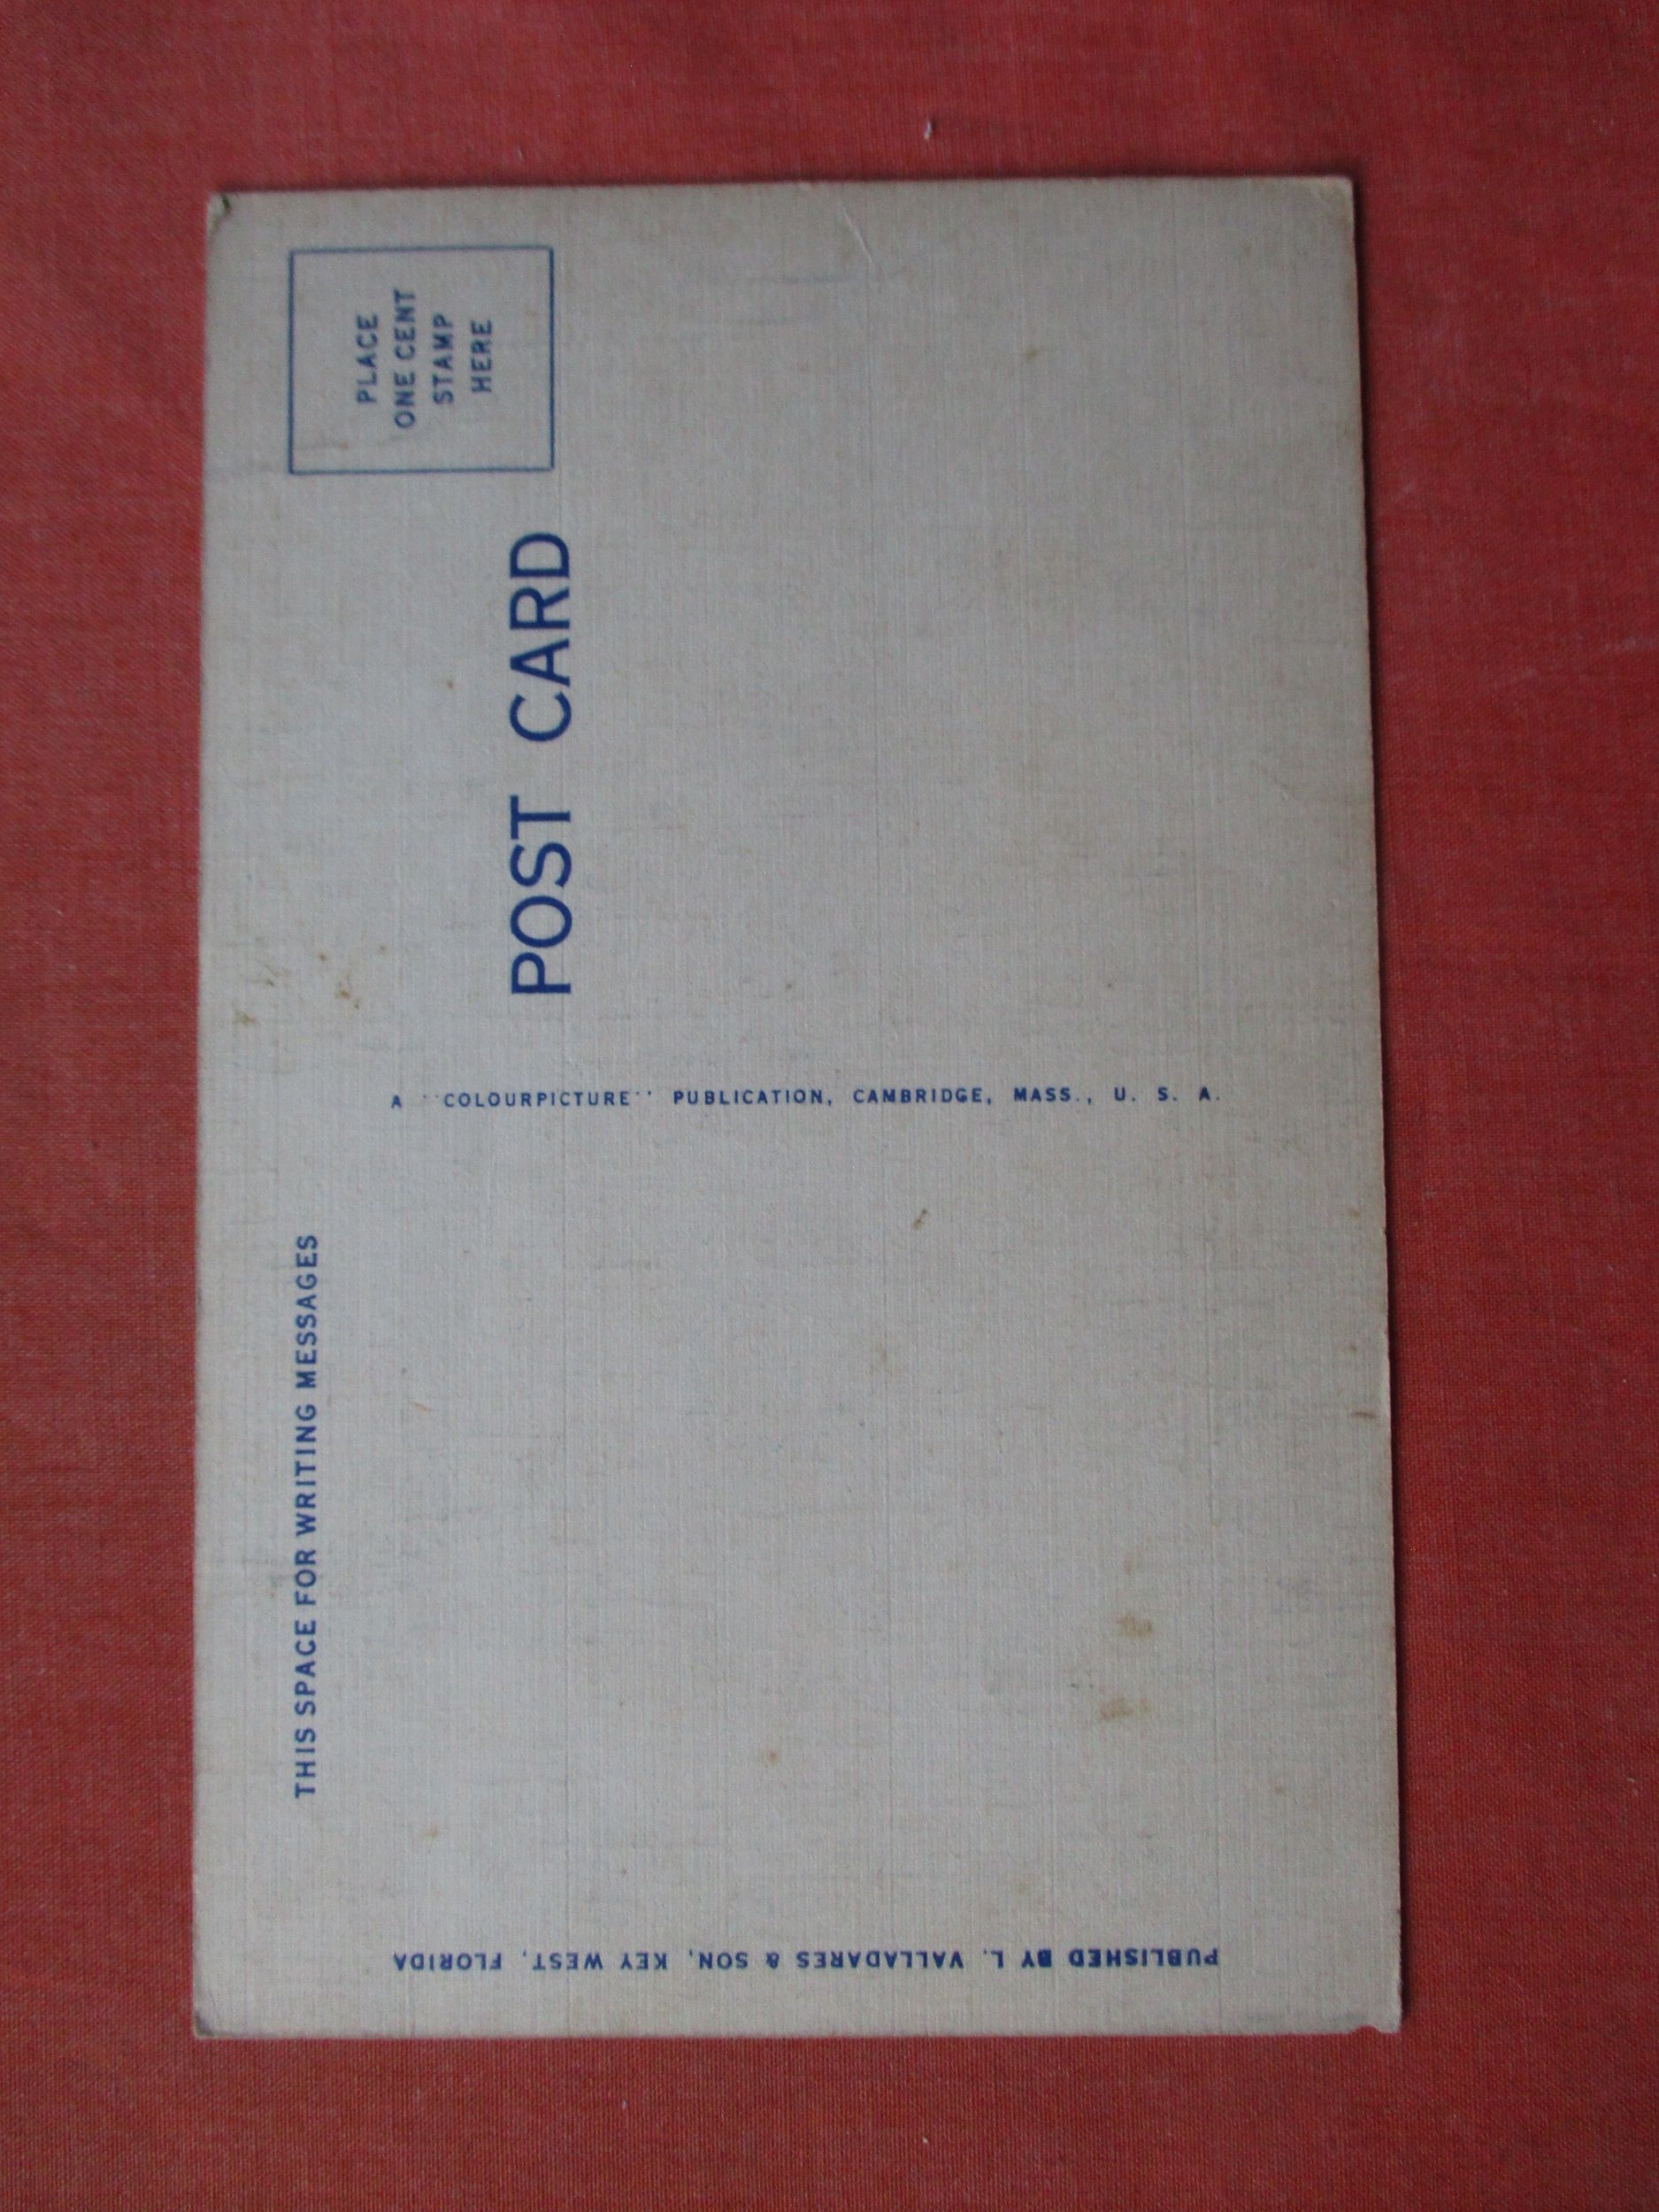 THIS SPACE FOR WRITING MESSAGES
POST CARD
PLACE
ONE CENT
STAMP
HERE
A "COLOURPICTURE" PUBLICATION, CAMBRIDGE, MASS., U. S. A.
PUBLISHED BY L. VALLADARES & SON, KEY WEST, FLORIDA